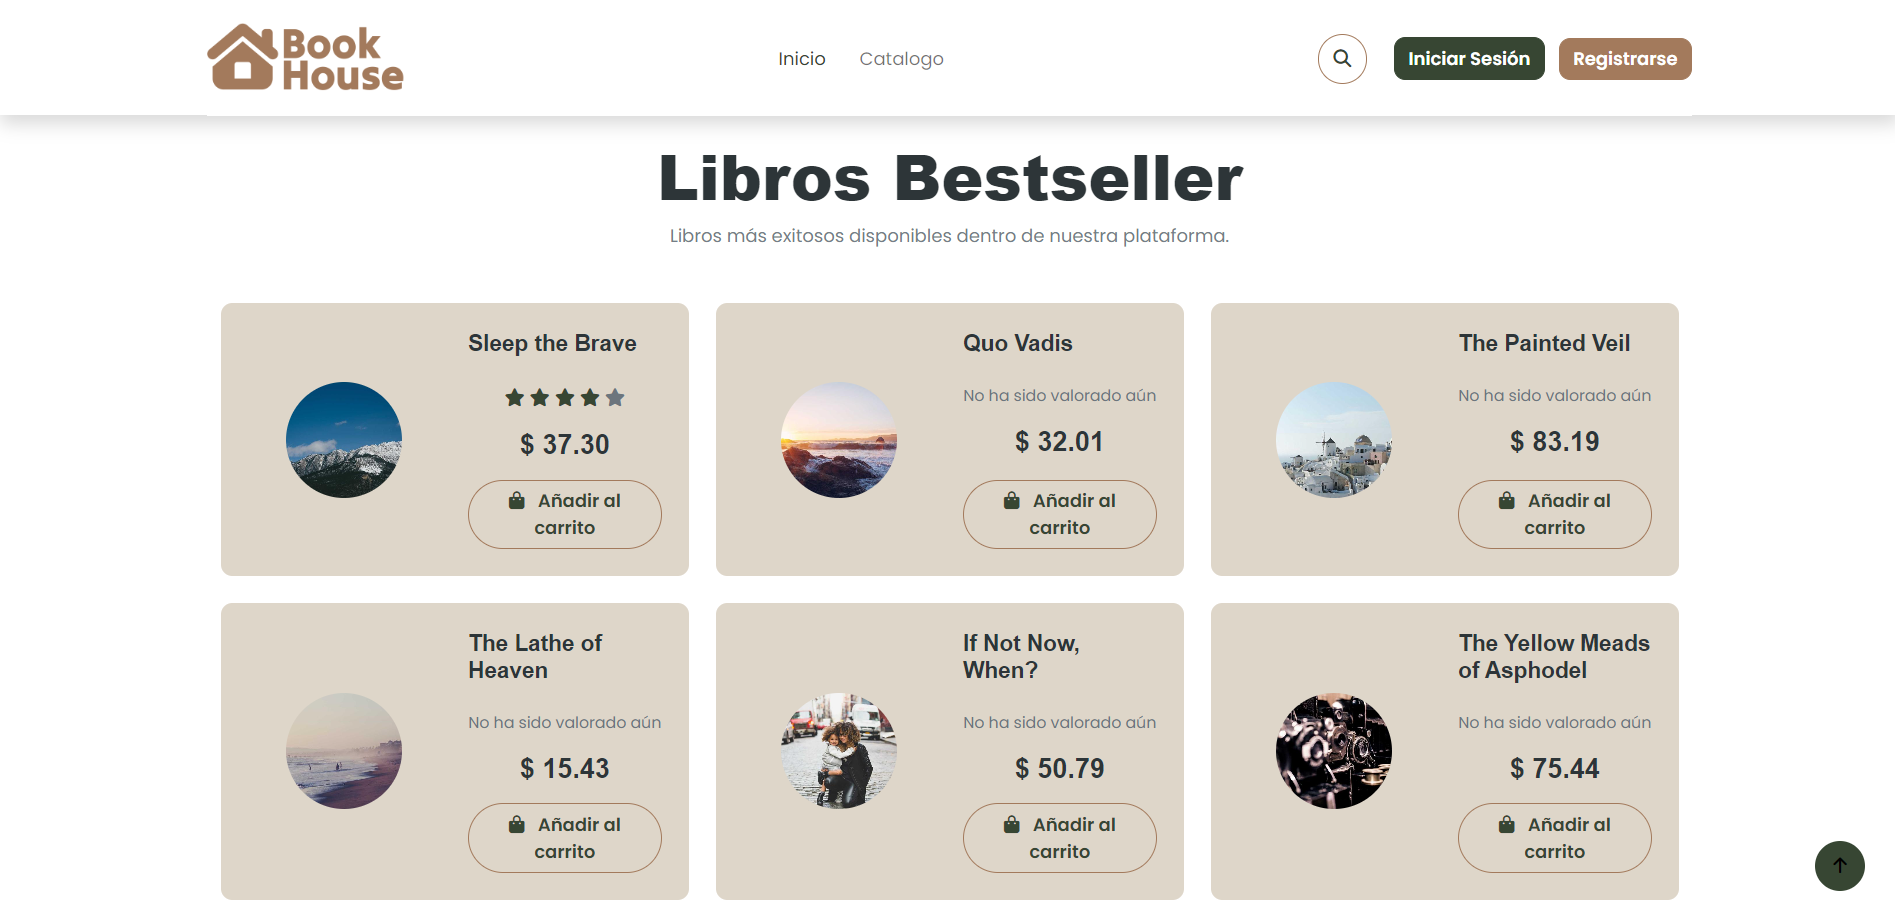 Book
House
Inicio
Catalogo
Iniciar Sesión
Registrarse
Libros Bestseller
Libros más exitosos disponibles dentro de nuestra plataforma.
Sleep the Brave
$ 37.30
Añadir al
carrito
Quo Vadis
No ha sido valorado aún
$ 32.01
Añadir al
carrito
The Painted Veil
No ha sido valorado aún
$ 83.19
Añadir al
carrito
The Lathe of
Heaven
No ha sido valorado aún
$ 15.43
Añadir al
carrito
If Not Now,
When?
No ha sido valorado aún
$ 50.79
Añadir al
carrito
The Yellow Meads
of Asphodel
No ha sido valorado aún
$ 75.44
Añadir al
carrito